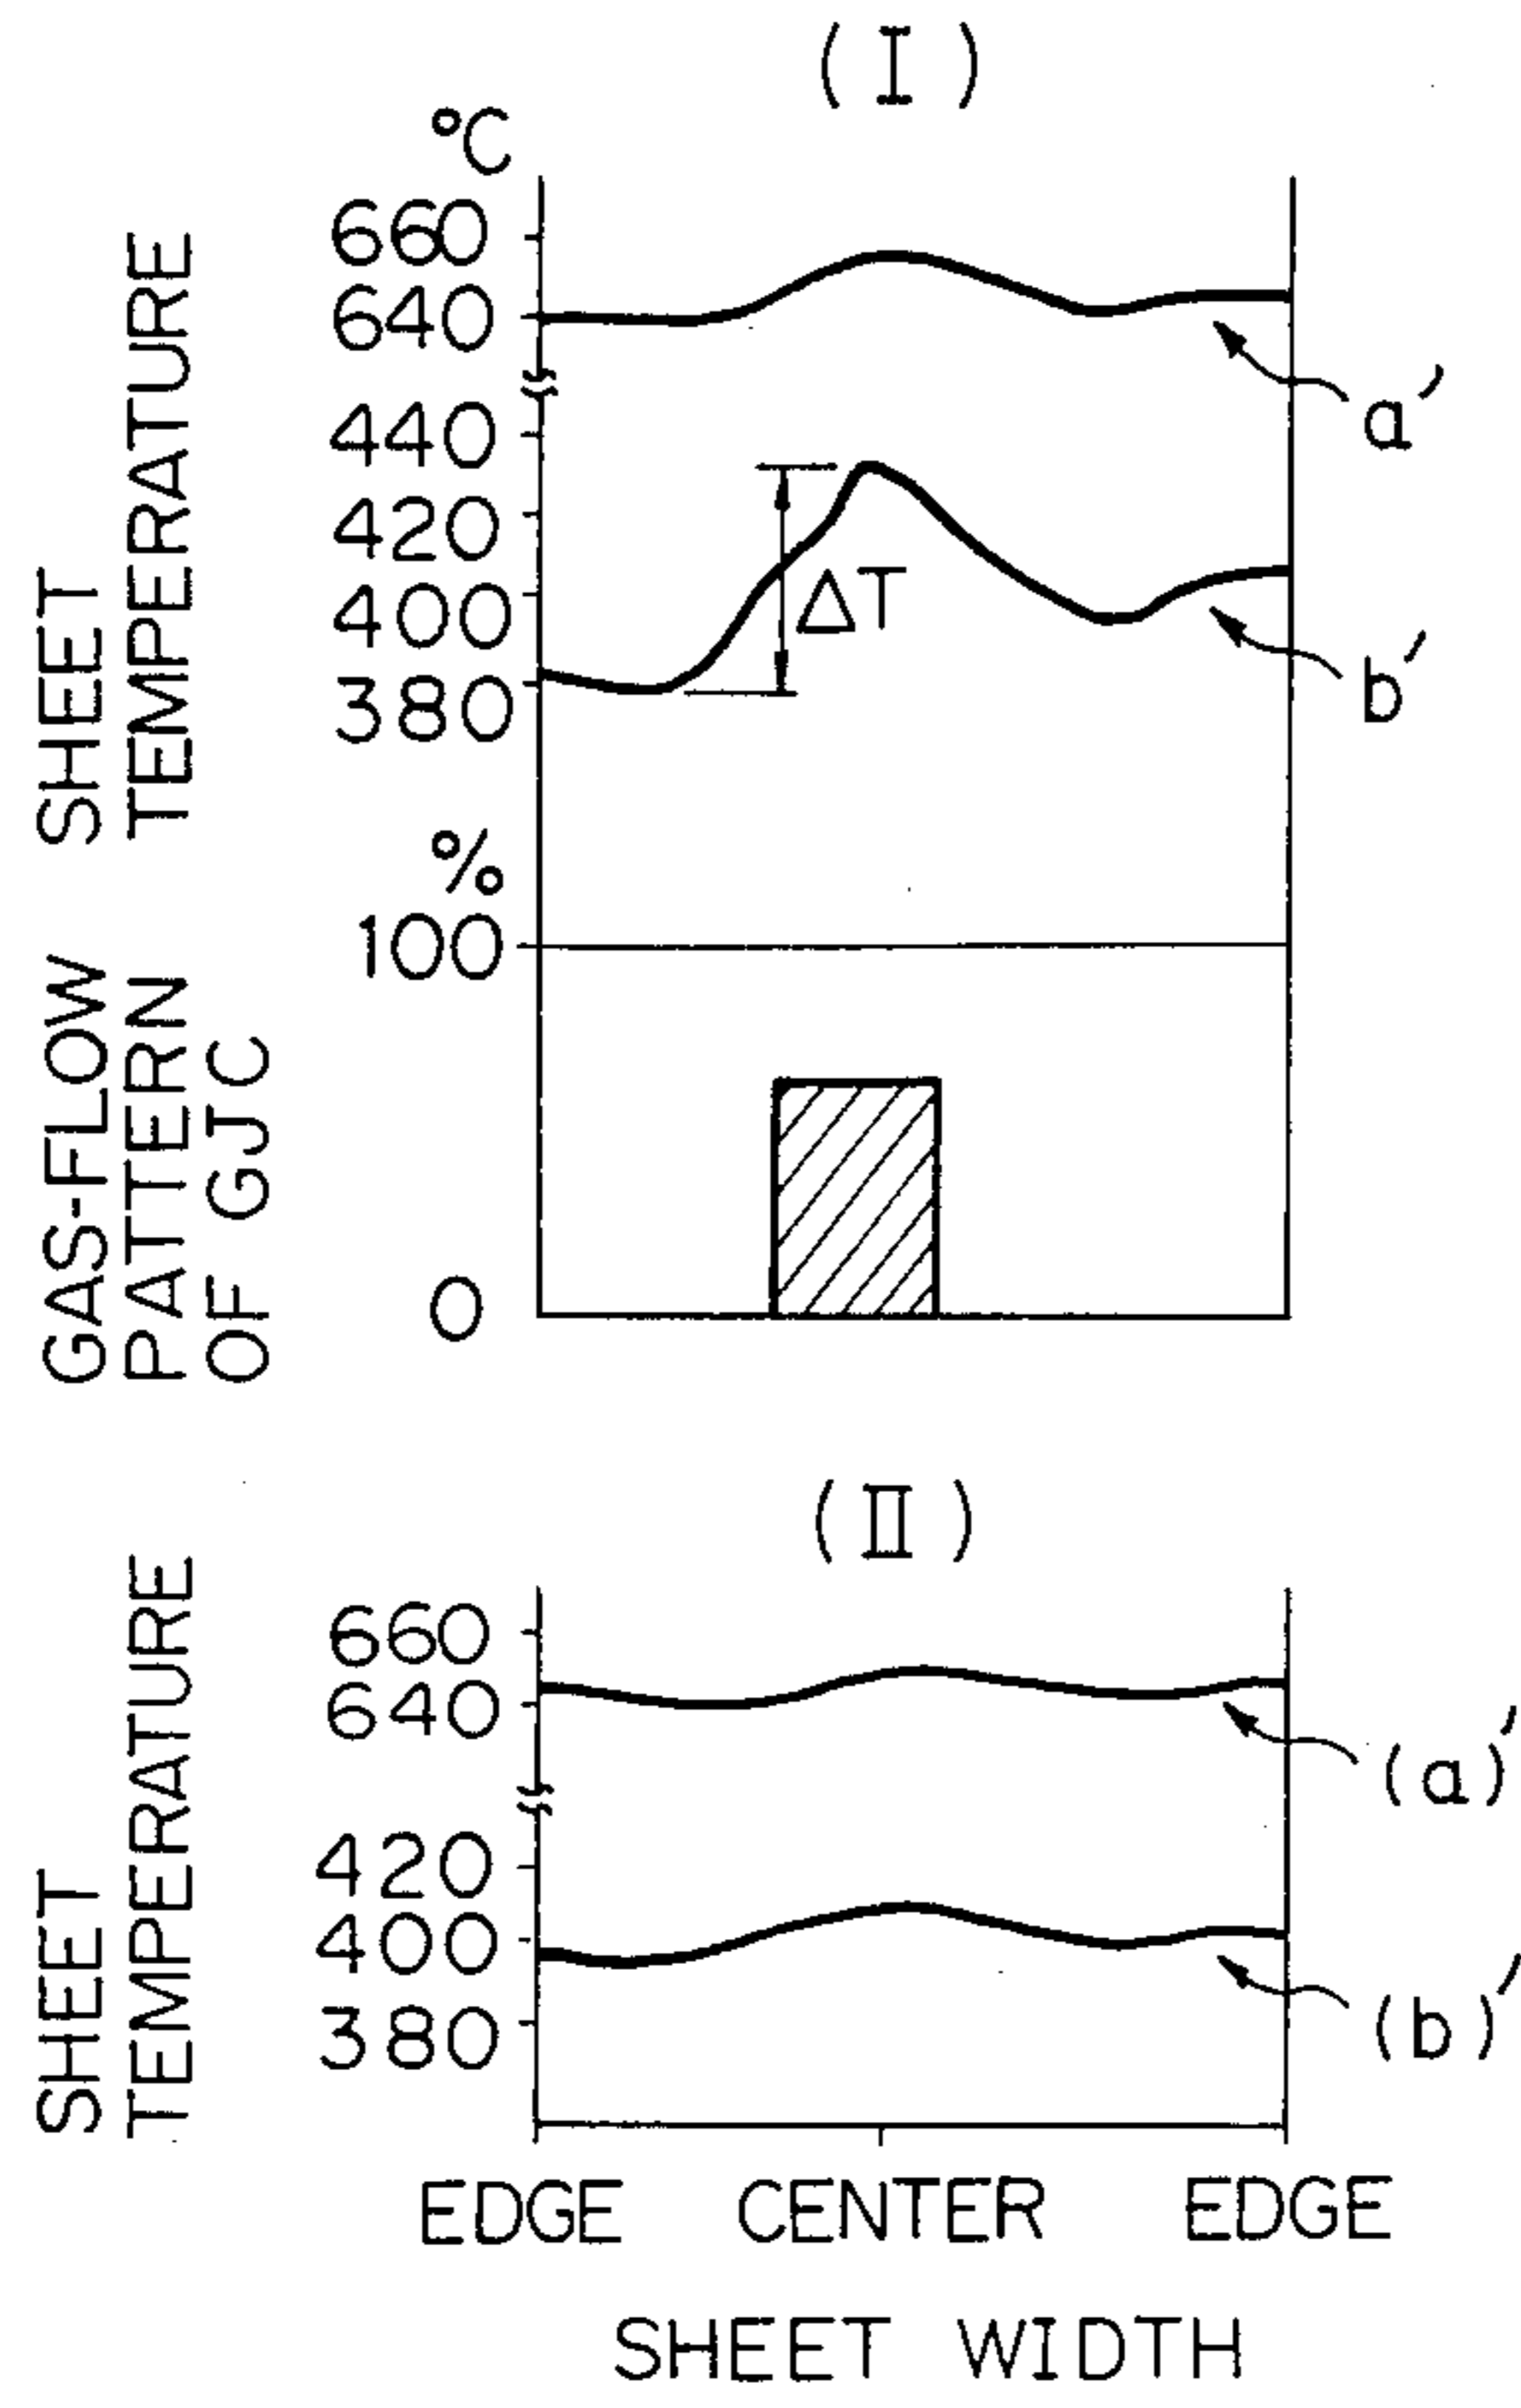 (I)
°C
660
640
440
420
400
380
SHEET
TEMPERATURE
a'
ΔT
b'
%
100
0
GAS-FLOW
PATTERN
OF GJC
(II)
660
640
420
400
380
SHEET
TEMPERATURE
(a)'
(b)'
EDGE CENTER EDGE
SHEET WIDTH